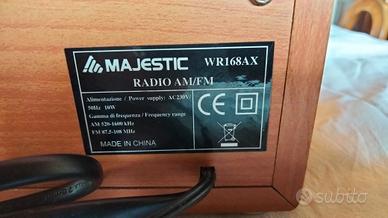 MAJESTIC WR168AX
RADIO AM/FM
Alimentazione / Power supply: AC230V/
50Hz 10W
Gamma di frequenza / Frequency range
AM 520-1600 kHz
FM 87.5-108 MHz
MADE IN CHINA
CE
subito